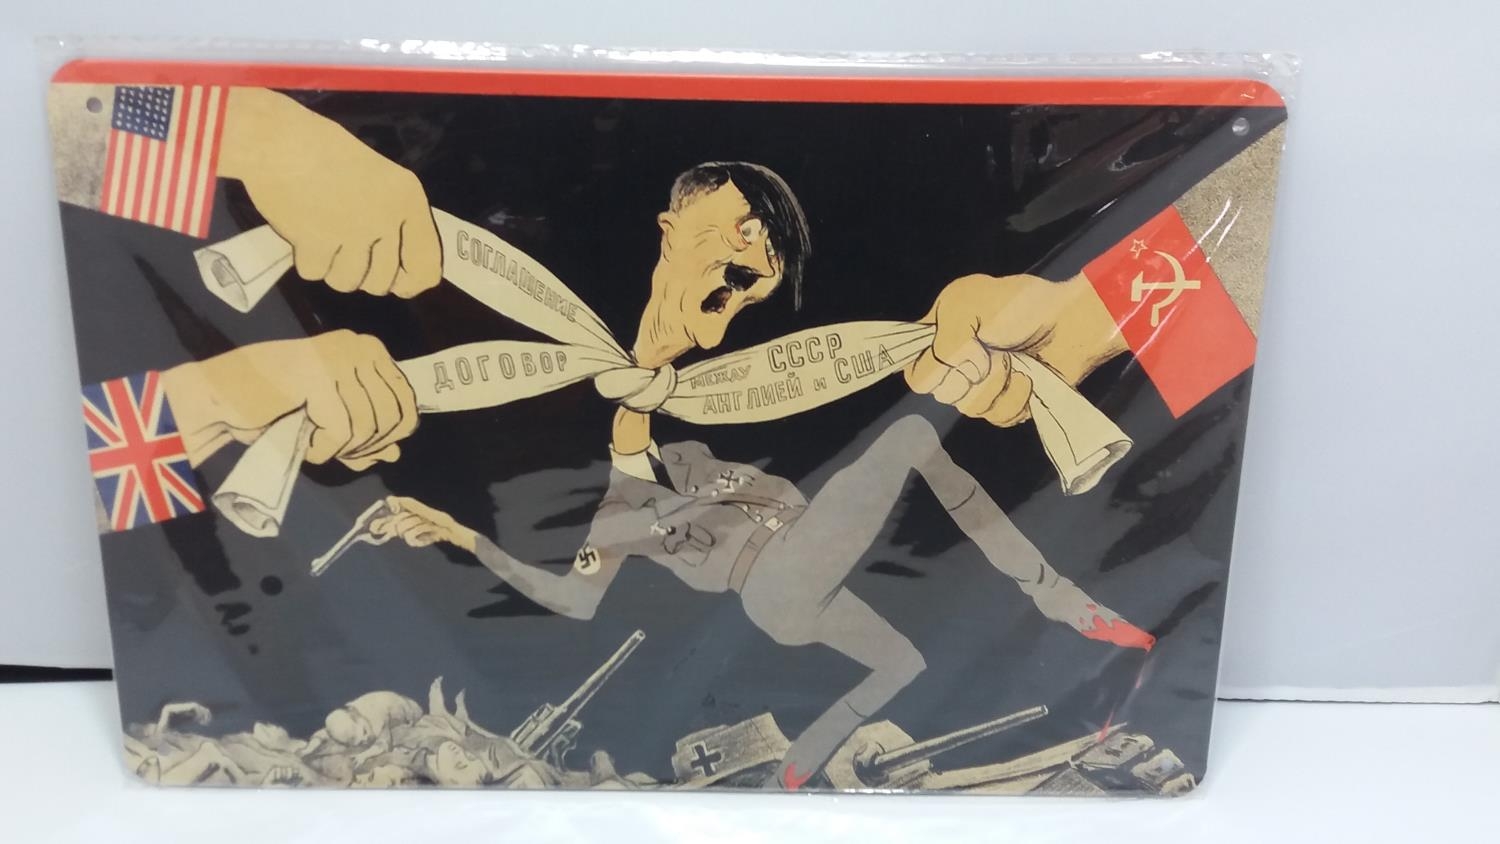 СОГЛАШЕНИЕ
ДОГОВОР
МЕЖДУ СССР
АНГЛИЕЙ и США